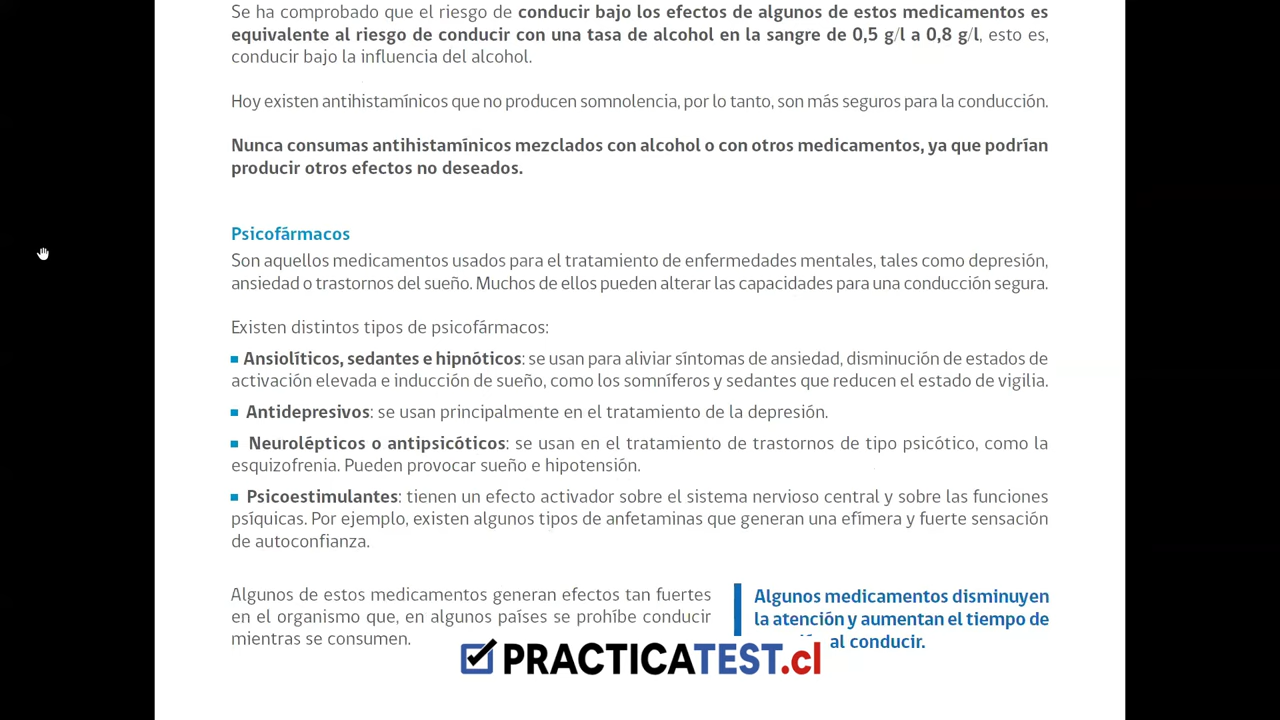 Se ha comprobado que el riesgo de conducir bajo los efectos de algunos de estos medicamentos es
equivalente al riesgo de conducir con una tasa de alcohol en la sangre de 0,5 g/l a 0,8 g/l, esto es,
conducir bajo la influencia del alcohol.
Hoy existen antihistamínicos que no producen somnolencia, por lo tanto, son más seguros para la conducción.
Nunca consumas antihistamínicos mezclados con alcohol o con otros medicamentos, ya que podrían
producir otros efectos no deseados.
Psicofármacos
Son aquellos medicamentos usados para el tratamiento de enfermedades mentales, tales como depresión,
ansiedad o trastornos del sueño. Muchos de ellos pueden alterar las capacidades para una conducción segura.
Existen distintos tipos de psicofármacos:
Ansiolíticos, sedantes e hipnóticos: se usan para aliviar síntomas de ansiedad, disminución de estados de
activación elevada e inducción de sueño, como los somníferos y sedantes que reducen el estado de vigilia.
Antidepresivos: se usan principalmente en el tratamiento de la depresión.
Neurolépticos o antipsicóticos: se usan en el tratamiento de trastornos de tipo psicótico, como la
esquizofrenia. Pueden provocar sueño e hipotensión.
Psicoestimulantes: tienen un efecto activador sobre el sistema nervioso central y sobre las funciones
psíquicas. Por ejemplo, existen algunos tipos de anfetaminas que generan una efímera y fuerte sensación
de autoconfianza.
Algunos de estos medicamentos generan efectos tan fuertes
en el organismo que, en algunos países se prohíbe conducir
mientras se consumen.
Algunos medicamentos disminuyen
la atención y aumentan el tiempo de
al conducir.
PRACTICATEST.cl